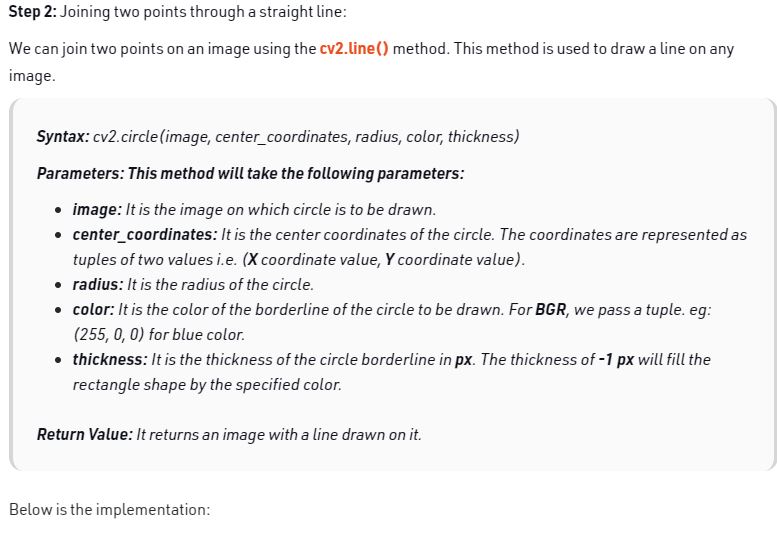 Step 2: Joining two points through a straight line:
We can join two points on an image using the cv2.line() method. This method is used to draw a line on any
image.
Syntax: cv2.circle(image, center_coordinates, radius, color, thickness)
Parameters: This method will take the following parameters:
• image: It is the image on which circle is to be drawn.
• center_coordinates: It is the center coordinates of the circle. The coordinates are represented as
tuples of two values i.e. (X coordinate value, Y coordinate value).
• radius: It is the radius of the circle.
• color: It is the color of the borderline of the circle to be drawn. For BGR, we pass a tuple. eg:
(255, 0, 0) for blue color.
• thickness: It is the thickness of the circle borderline in px. The thickness of -1 px will fill the
rectangle shape by the specified color.
Return Value: It returns an image with a line drawn on it.
Below is the implementation: